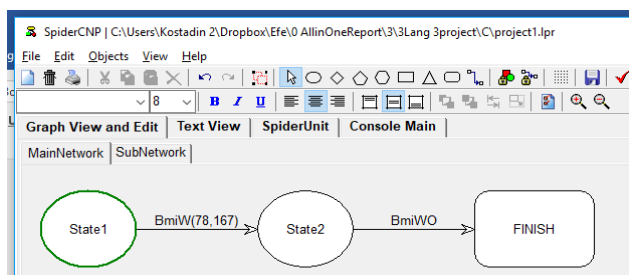 SpiderCNP | C:\Users\Kostadin 2\Dropbox\Efe\0 AllinOneReport\3\3Lang 3project\C\project1.lpr
File Edit Objects View Help
8 B I U
Graph View and Edit Text View SpiderUnit Console Main
MainNetwork SubNetwork
State1 BmiW(78,167) State2 BmiWO FINISH